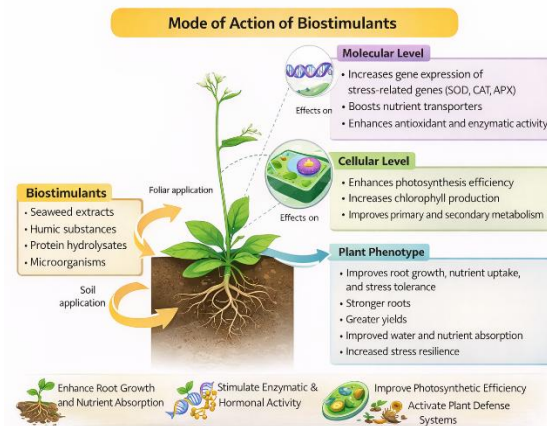 Mode of Action of Biostimulants
Molecular Level
• Increases gene expression of
stress-related genes (SOD, CAT, APX)
• Boosts nutrient transporters
• Enhances antioxidant and enzymatic activity
Effects on
Cellular Level
• Enhances photosynthesis efficiency
• Increases chlorophyll production
• Improves primary and secondary metabolism
Effects on
Biostimulants
• Seaweed extracts
• Humic substances
• Protein hydrolysates
• Microorganisms
Foliar application
Soil
application
Plant Phenotype
• Improves root growth, nutrient uptake,
and stress tolerance
• Stronger roots
• Greater yields
• Improved water and nutrient absorption
• Increased stress resilience
Enhance Root Growth
and Nutrient Absorption
Stimulate Enzymatic &
Hormonal Activity
Improve Photosynthetic Efficiency
Activate Plant Defense
Systems